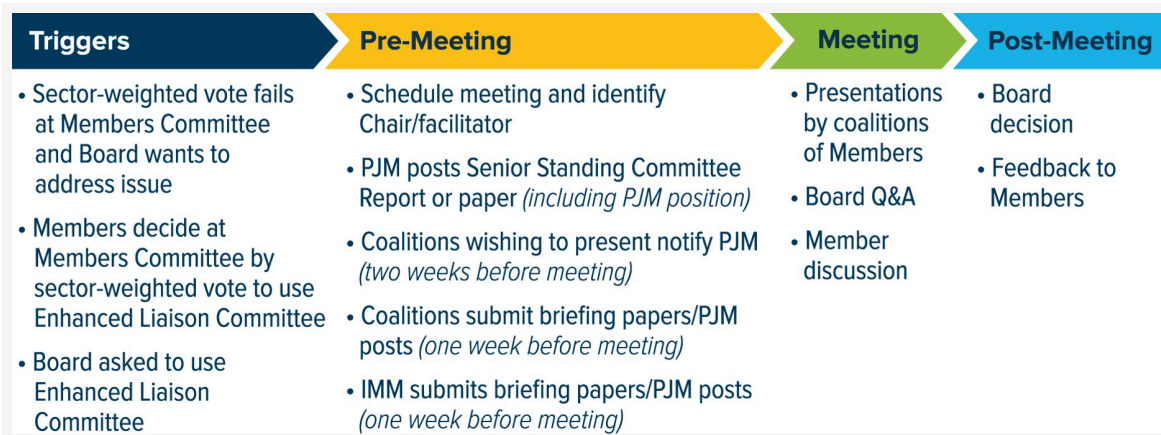 Triggers
• Sector-weighted vote fails
at Members Committee
and Board wants to
address issue
• Members decide at
Members Committee by
sector-weighted vote to use
Enhanced Liaison Committee
• Board asked to use
Enhanced Liaison
Committee
Pre-Meeting
• Schedule meeting and identify
Chair/facilitator
• PJM posts Senior Standing Committee
Report or paper (including PJM position)
• Coalitions wishing to present notify PJM
(two weeks before meeting)
• Coalitions submit briefing papers/PJM
posts (one week before meeting)
• IMM submits briefing papers/PJM posts
(one week before meeting)
Meeting
• Presentations
by coalitions
of Members
• Board Q&A
• Member
discussion
Post-Meeting
• Board
decision
• Feedback to
Members